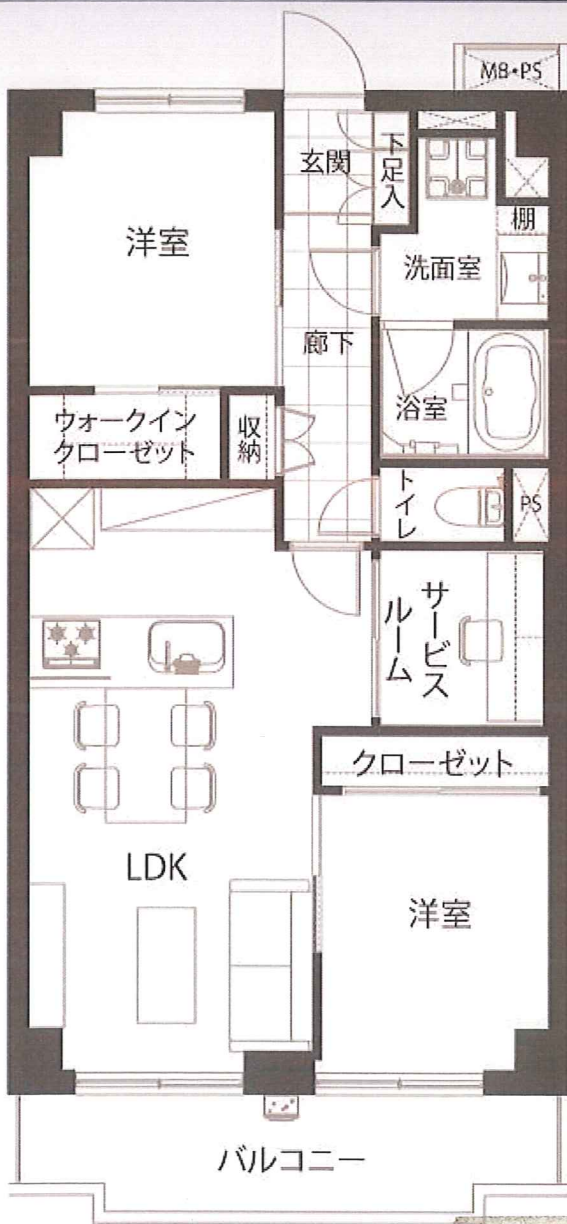 MB・PS
玄関
下足入
洋室
棚
洗面室
廊下
浴室
ウォークイン
クローゼット
収納
トイレ
PS
サービス
ルーム
クローゼット
LDK
洋室
バルコニー